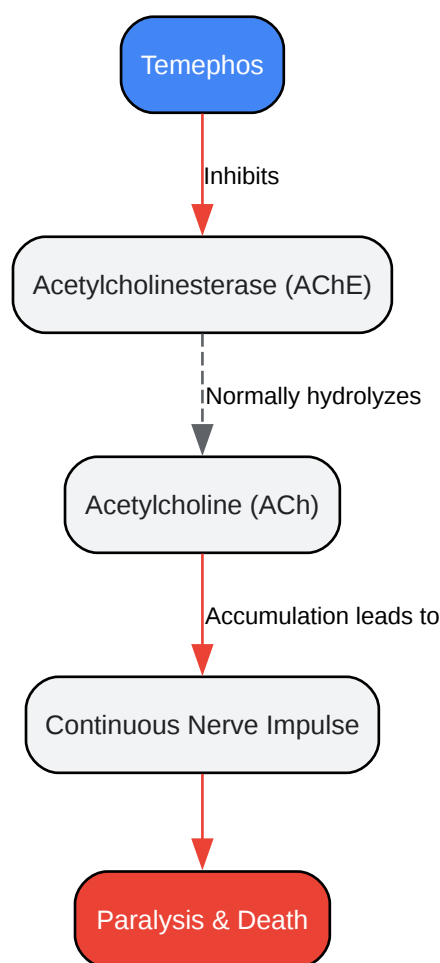 Temephos
Inhibits
Acetylcholinesterase (AChE)
Normally hydrolyzes
Acetylcholine (ACh)
Accumulation leads to
Continuous Nerve Impulse
Paralysis & Death